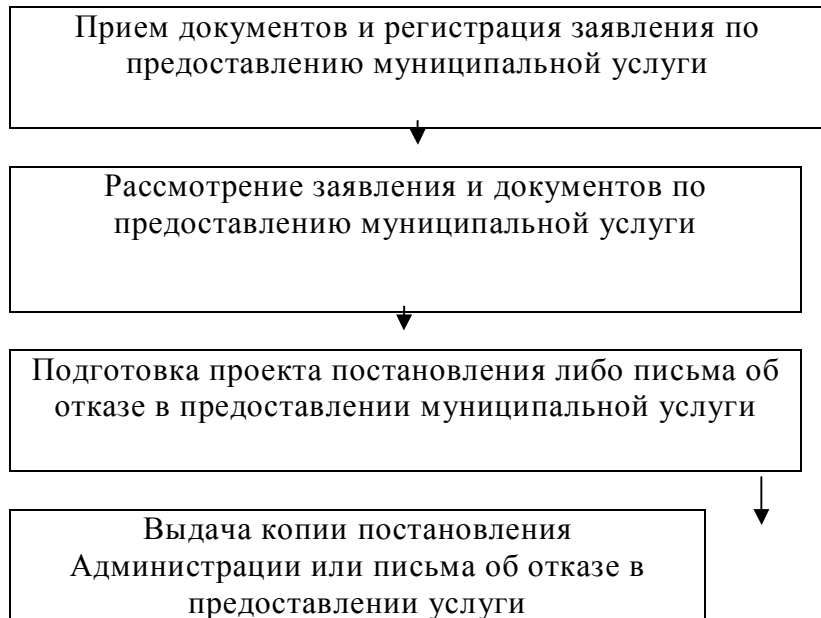 Прием документов и регистрация заявления по
предоставлению муниципальной услуги
Рассмотрение заявления и документов по
предоставлению муниципальной услуги
Подготовка проекта постановления либо письма об
отказе в предоставлении муниципальной услуги
Выдача копии постановления
Администрации или письма об отказе в
предоставлении услуги